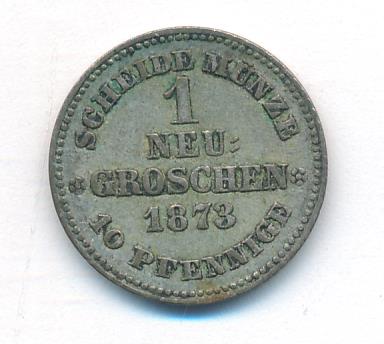 SCHEIDE MÜNZE
1
NEU:
GROSCHEN
1873
10 PFENNIGE